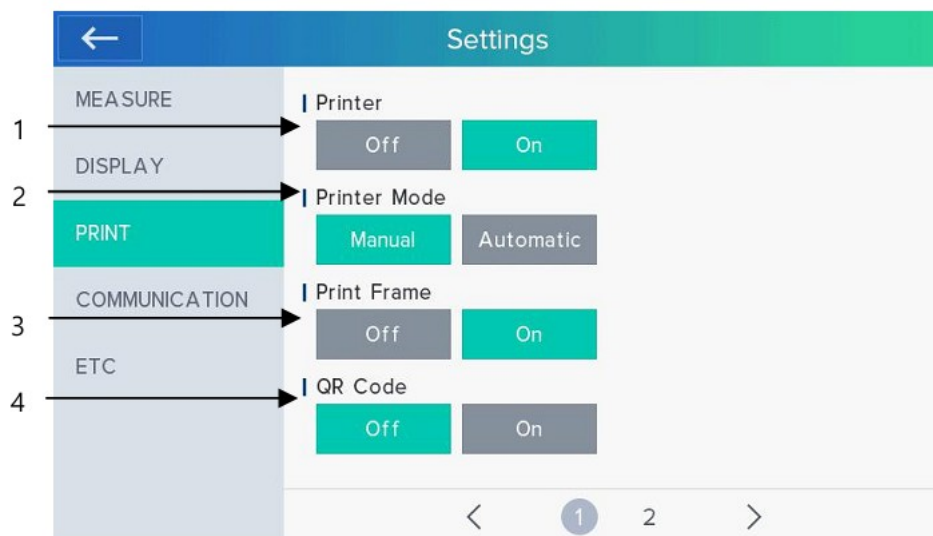 Settings
MEASURE
DISPLAY
PRINT
COMMUNICATION
ETC
1
Printer
Off On
2
Printer Mode
Manual Automatic
3
Print Frame
Off On
4
QR Code
Off On
< 1 2 >